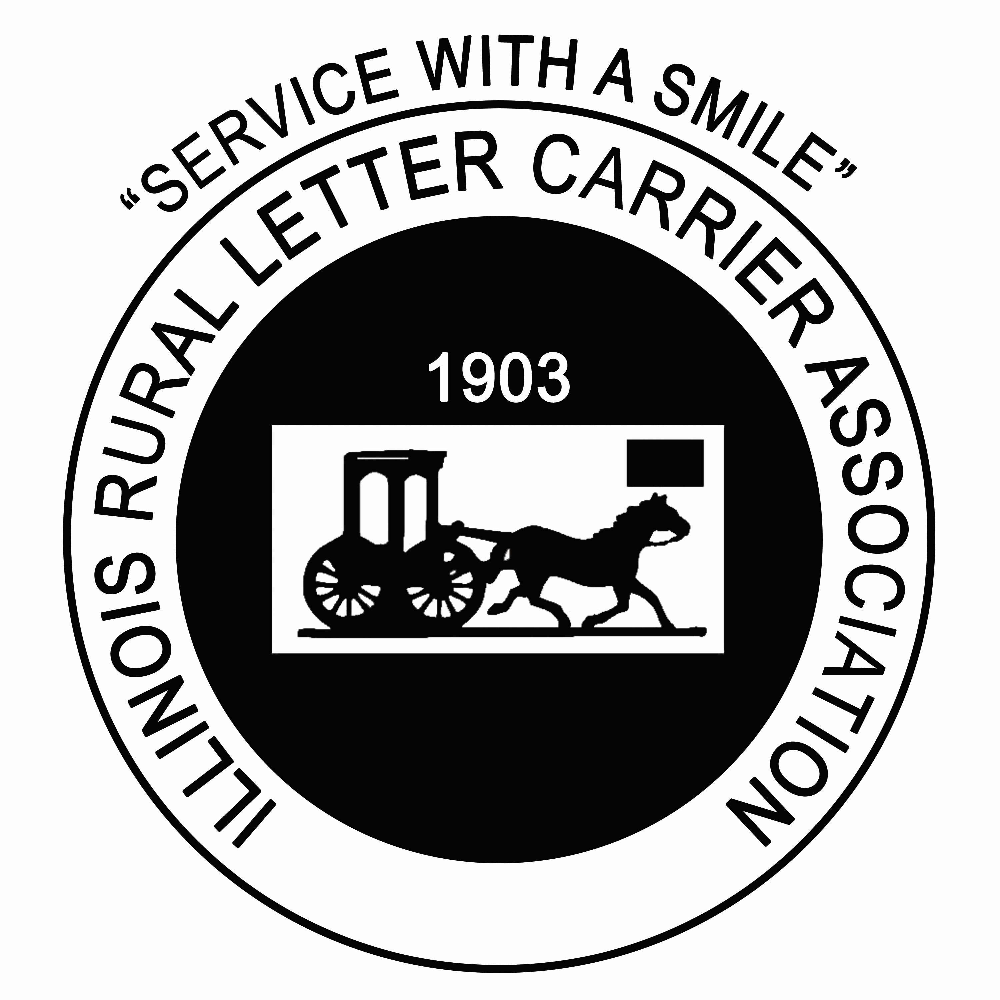 “SERVICE WITH A SMILE”
ILLINOIS RURAL LETTER CARRIER ASSOCIATION
1903